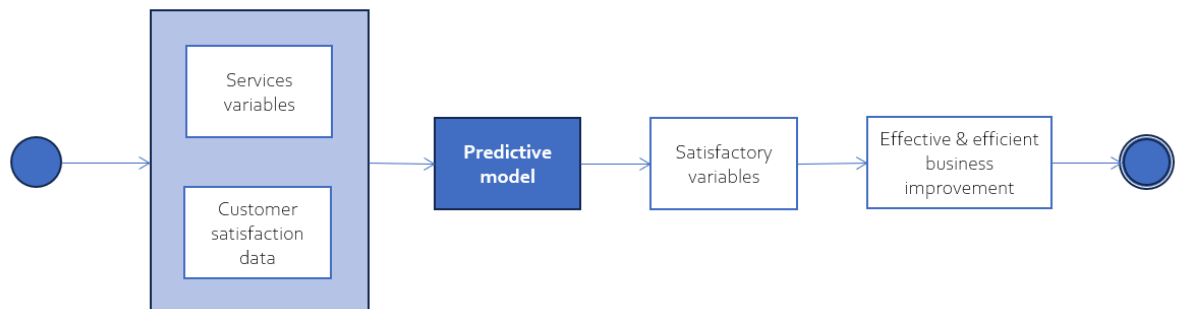 Services
variables
Customer
satisfaction
data
Predictive
model
Satisfactory
variables
Effective & efficient
business
improvement